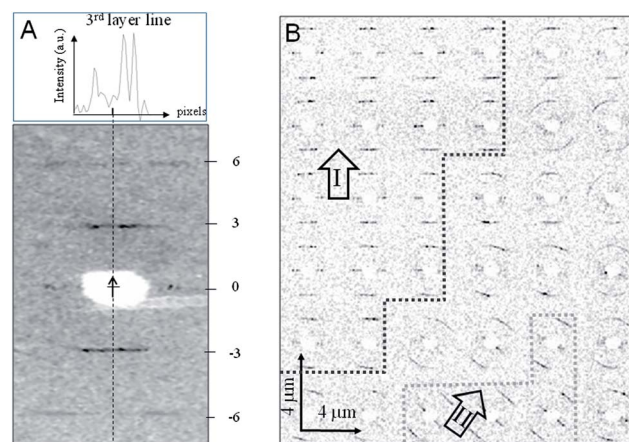 A
3rd layer line
Intensity (a.u.)
pixels
6
3
0
-3
-6
B
I
II
4 μm
4 μm